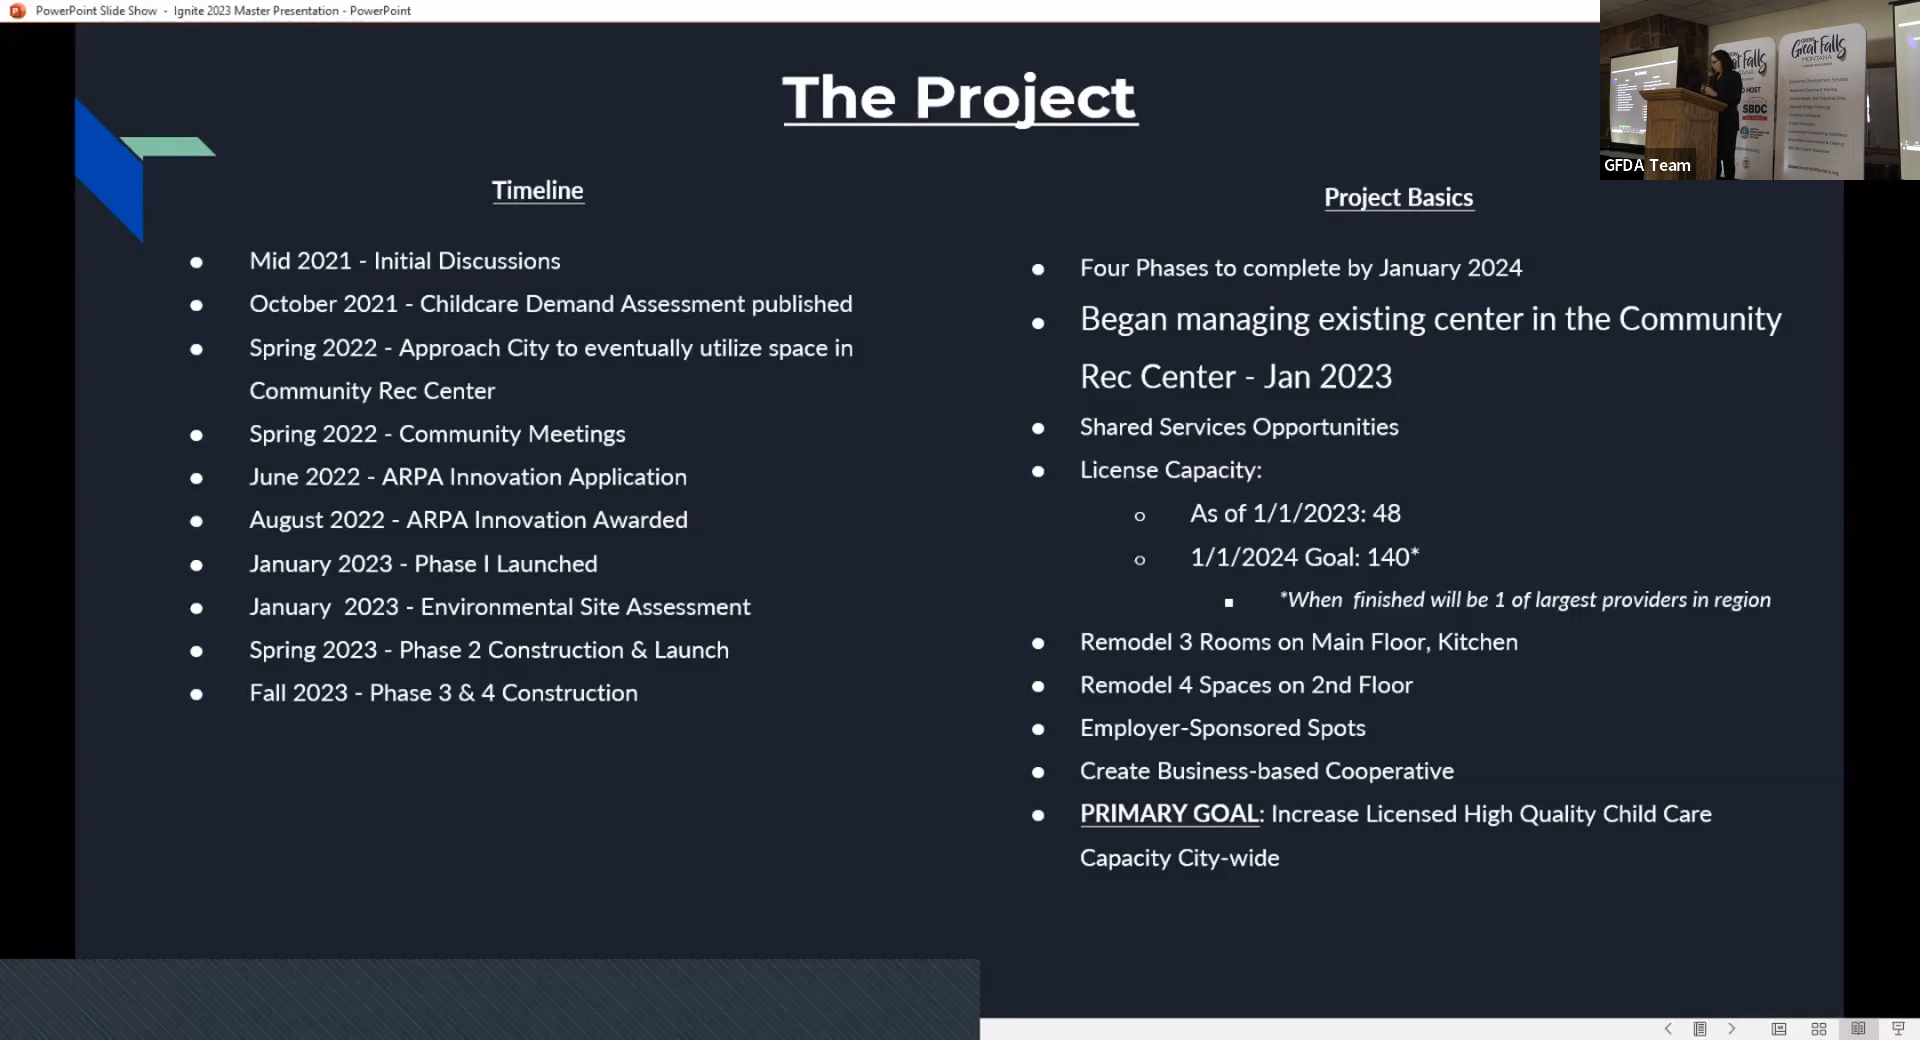 PowerPoint Slide Show - Ignite 2023 Master Presentation - PowerPoint
The Project
Timeline
● Mid 2021 - Initial Discussions
● October 2021 - Childcare Demand Assessment published
● Spring 2022 - Approach City to eventually utilize space in
Community Rec Center
● Spring 2022 - Community Meetings
● June 2022 - ARPA Innovation Application
● August 2022 - ARPA Innovation Awarded
● January 2023 - Phase I Launched
● January 2023 - Environmental Site Assessment
● Spring 2023 - Phase 2 Construction & Launch
● Fall 2023 - Phase 3 & 4 Construction
Project Basics
● Four Phases to complete by January 2024
● Began managing existing center in the Community
Rec Center - Jan 2023
● Shared Services Opportunities
● License Capacity:
○ As of 1/1/2023: 48
○ 1/1/2024 Goal: 140*
■ *When finished will be 1 of largest providers in region
● Remodel 3 Rooms on Main Floor, Kitchen
● Remodel 4 Spaces on 2nd Floor
● Employer-Sponsored Spots
● Create Business-based Cooperative
● PRIMARY GOAL: Increase Licensed High Quality Child Care
Capacity City-wide
Great Falls
MONTANA
HOST
SBDC
GFDA Team